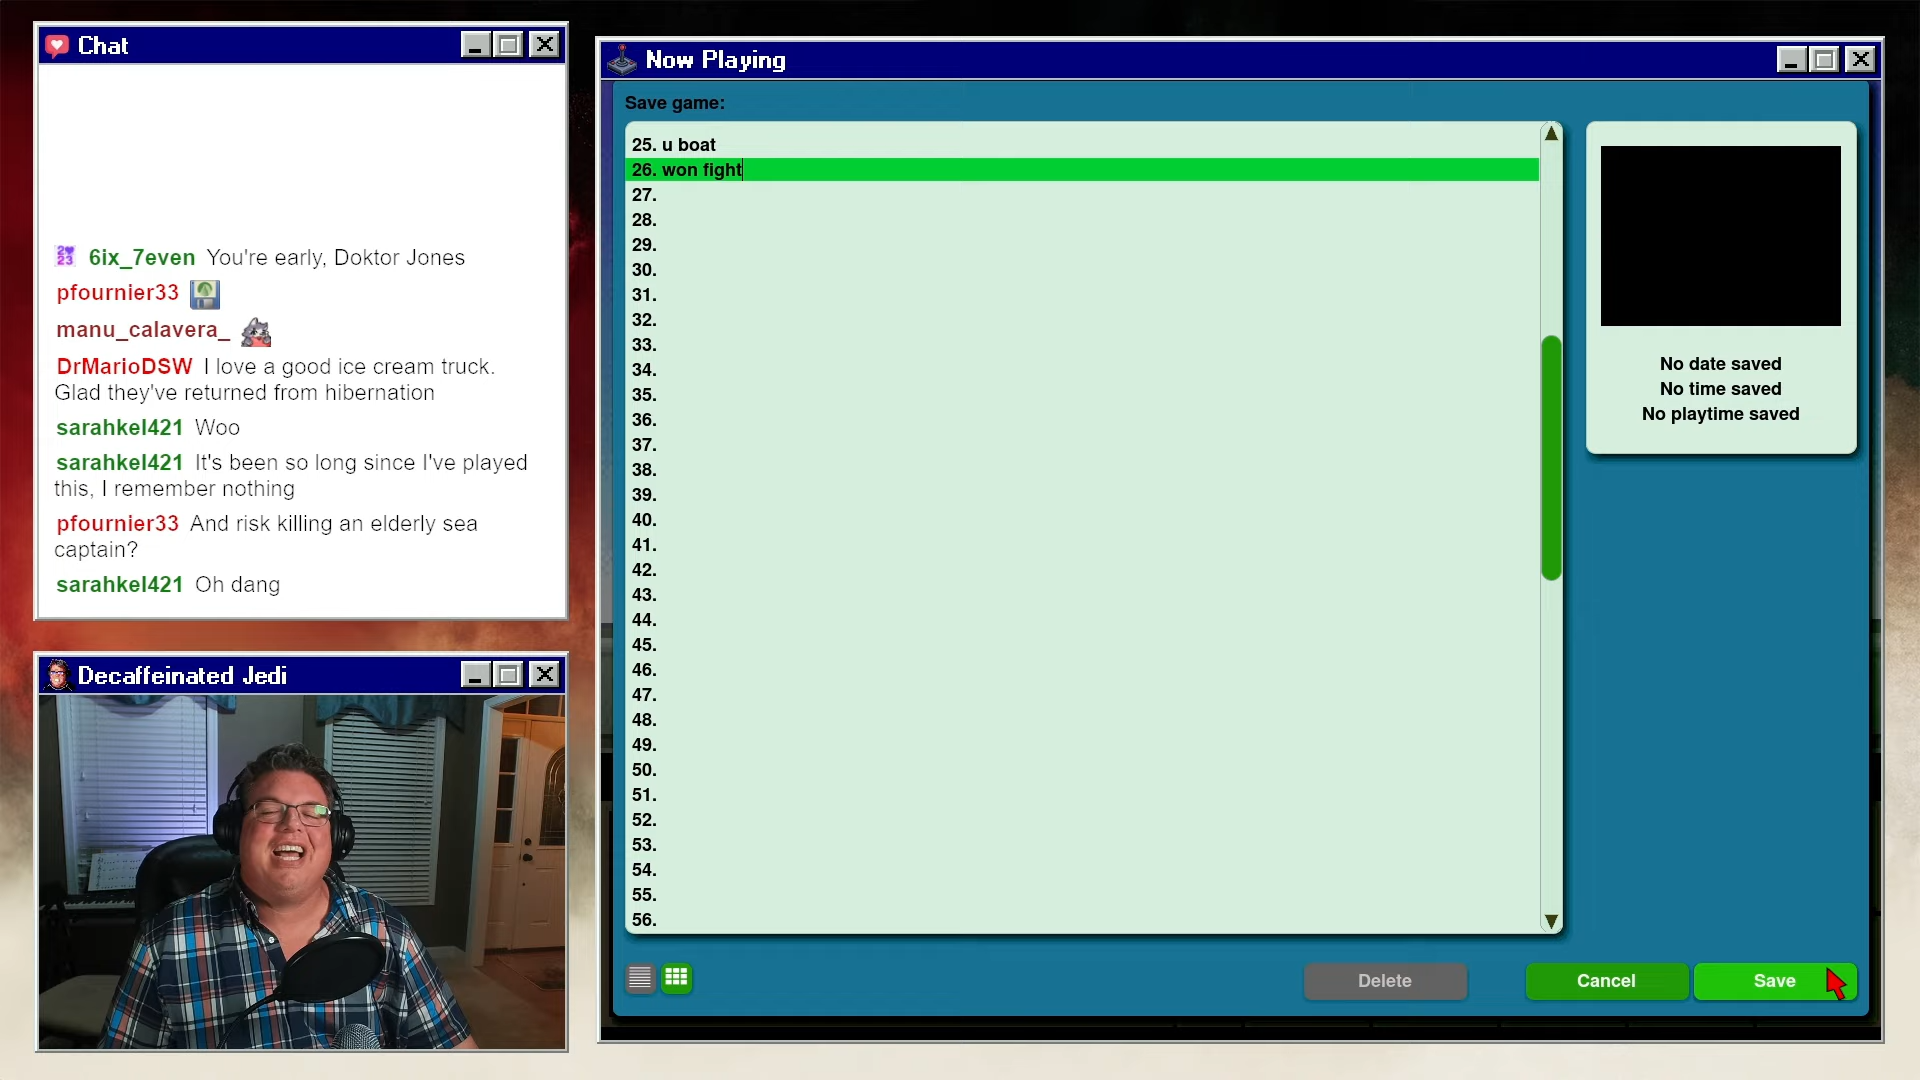 Chat
6ix_7even You're early, Doktor Jones
pfournier33
manu_calavera_
DrMarioDSW I love a good ice cream truck.
Glad they've returned from hibernation
sarahkel421 Woo
sarahkel421 It's been so long since I've played
this, I remember nothing
pfournier33 And risk killing an elderly sea
captain?
sarahkel421 Oh dang
Decaffeinated Jedi
Now Playing
Save game:
25. u boat
26. won fight
27.
28.
29.
30.
31.
32.
33.
34.
35.
36.
37.
38.
39.
40.
41.
42.
43.
44.
45.
46.
47.
48.
49.
50.
51.
52.
53.
54.
55.
56.
No date saved
No time saved
No playtime saved
Delete
Cancel
Save